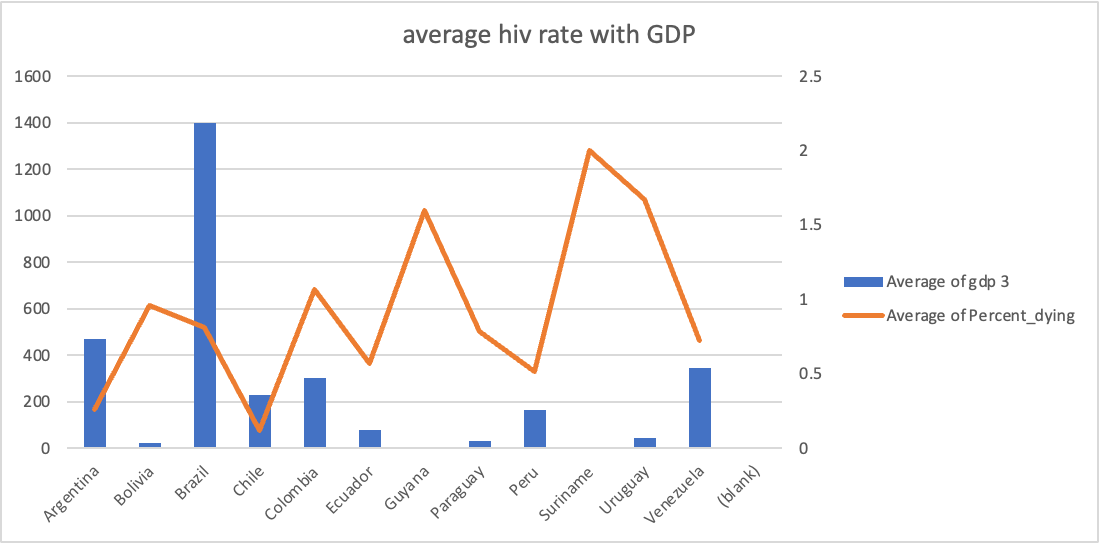 average hiv rate with GDP
1600
1400
1200
1000
800
600
400
200
0
2.5
2
1.5
1
0.5
0
Argentina
Bolivia
Brazil
Chile
Colombia
Ecuador
Guyana
Paraguay
Peru
Suriname
Uruguay
Venezuela
(blank)
Average of gdp 3
Average of Percent_dying